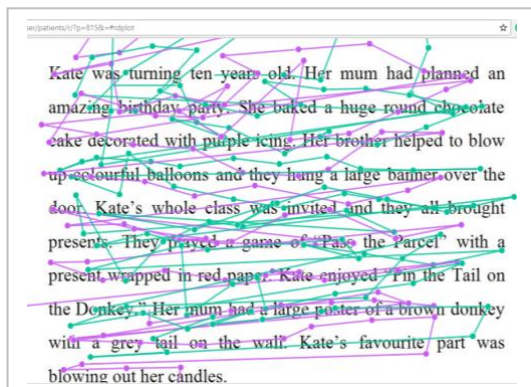 er/patients/r/?p=815&=#rdplot
Kate was turning ten years old. Her mum had planned an
amazing birthday party. She baked a huge round chocolate
cake decorated with purple icing. Her brother helped to blow
up colourful balloons and they hung a large banner over the
door. Kate’s whole class was invited and they all brought
presents. They played a game of “Pass the Parcel” with a
present wrapped in red paper. Kate enjoyed “Pin the Tail on
the Donkey.” Her mum had a large poster of a brown donkey
with a grey tail on the wall. Kate’s favourite part was
blowing out her candles.